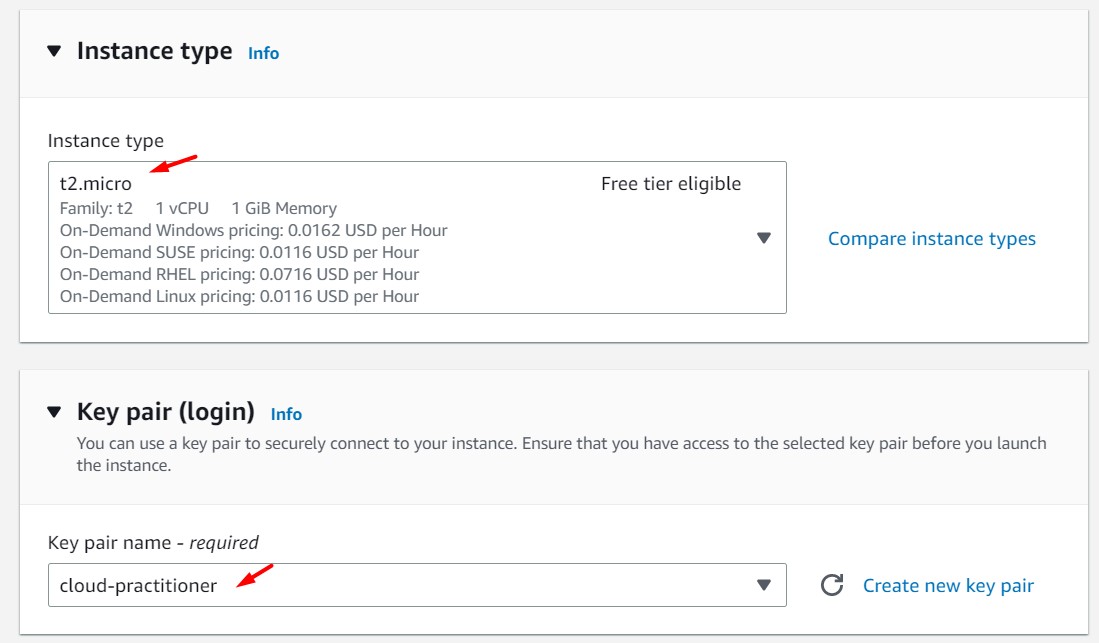 Instance type Info
Instance type
t2.micro Free tier eligible
Family: t2 1 vCPU 1 GiB Memory
On-Demand Windows pricing: 0.0162 USD per Hour
On-Demand SUSE pricing: 0.0116 USD per Hour
Compare instance types
On-Demand RHEL pricing: 0.0716 USD per Hour
On-Demand Linux pricing: 0.0116 USD per Hour
Key pair (login) Info
You can use a key pair to securely connect to your instance. Ensure that you have access to the selected key pair before you launch
the instance.
Key pair name - required
cloud-practitioner
Create new key pair